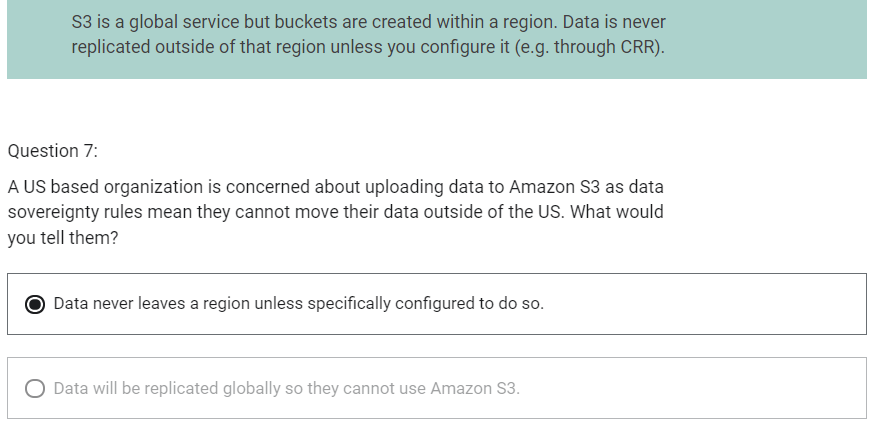 S3 is a global service but buckets are created within a region. Data is never
replicated outside of that region unless you configure it (e.g. through CRR).
Question 7:
A US based organization is concerned about uploading data to Amazon S3 as data
sovereignty rules mean they cannot move their data outside of the US. What would
you tell them?
Data never leaves a region unless specifically configured to do so.
Data will be replicated globally so they cannot use Amazon S3.